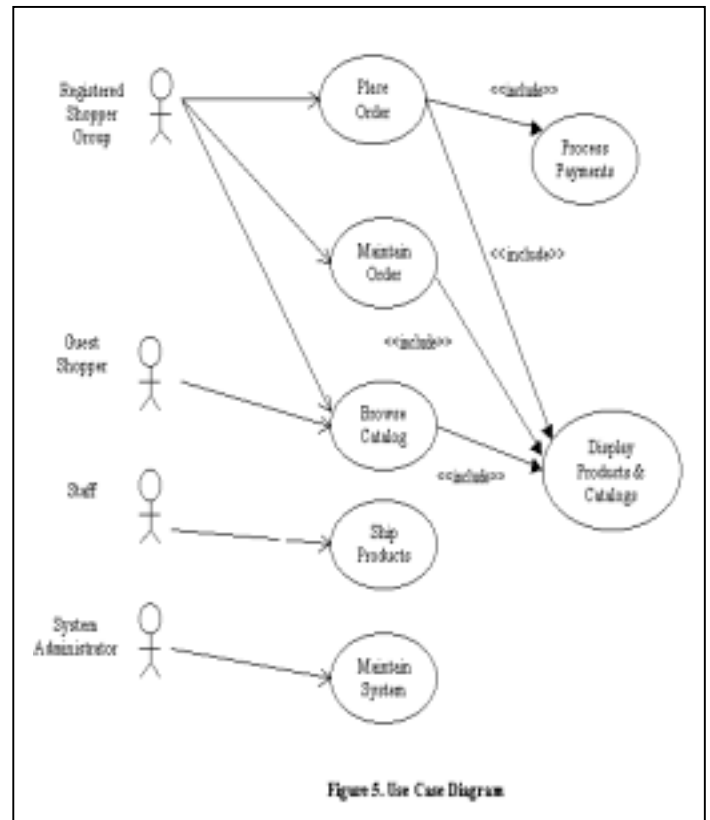 Registered
Shopper
Group
Place
Order
<<include>>
Process
Payments
Maintain
Order
<<include>>
<<include>>
Guest
Shopper
Browse
Catalog
<<include>>
Display
Products &
Catalogs
Staff
Ship
Products
System
Administrator
Maintain
System
Figure 5. Use Case Diagram